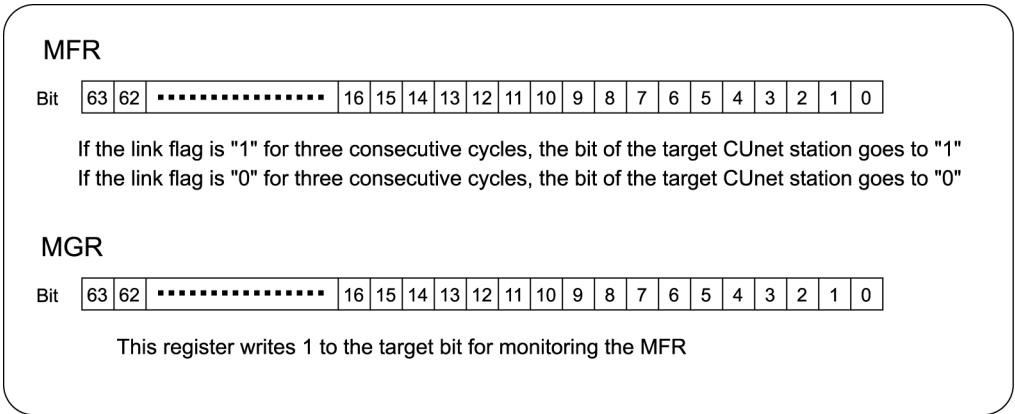 MFR
Bit 63 62 ................ 16 15 14 13 12 11 10 9 8 7 6 5 4 3 2 1 0
If the link flag is "1" for three consecutive cycles, the bit of the target CUnet station goes to "1"
If the link flag is "0" for three consecutive cycles, the bit of the target CUnet station goes to "0"
MGR
Bit 63 62 ................ 16 15 14 13 12 11 10 9 8 7 6 5 4 3 2 1 0
This register writes 1 to the target bit for monitoring the MFR